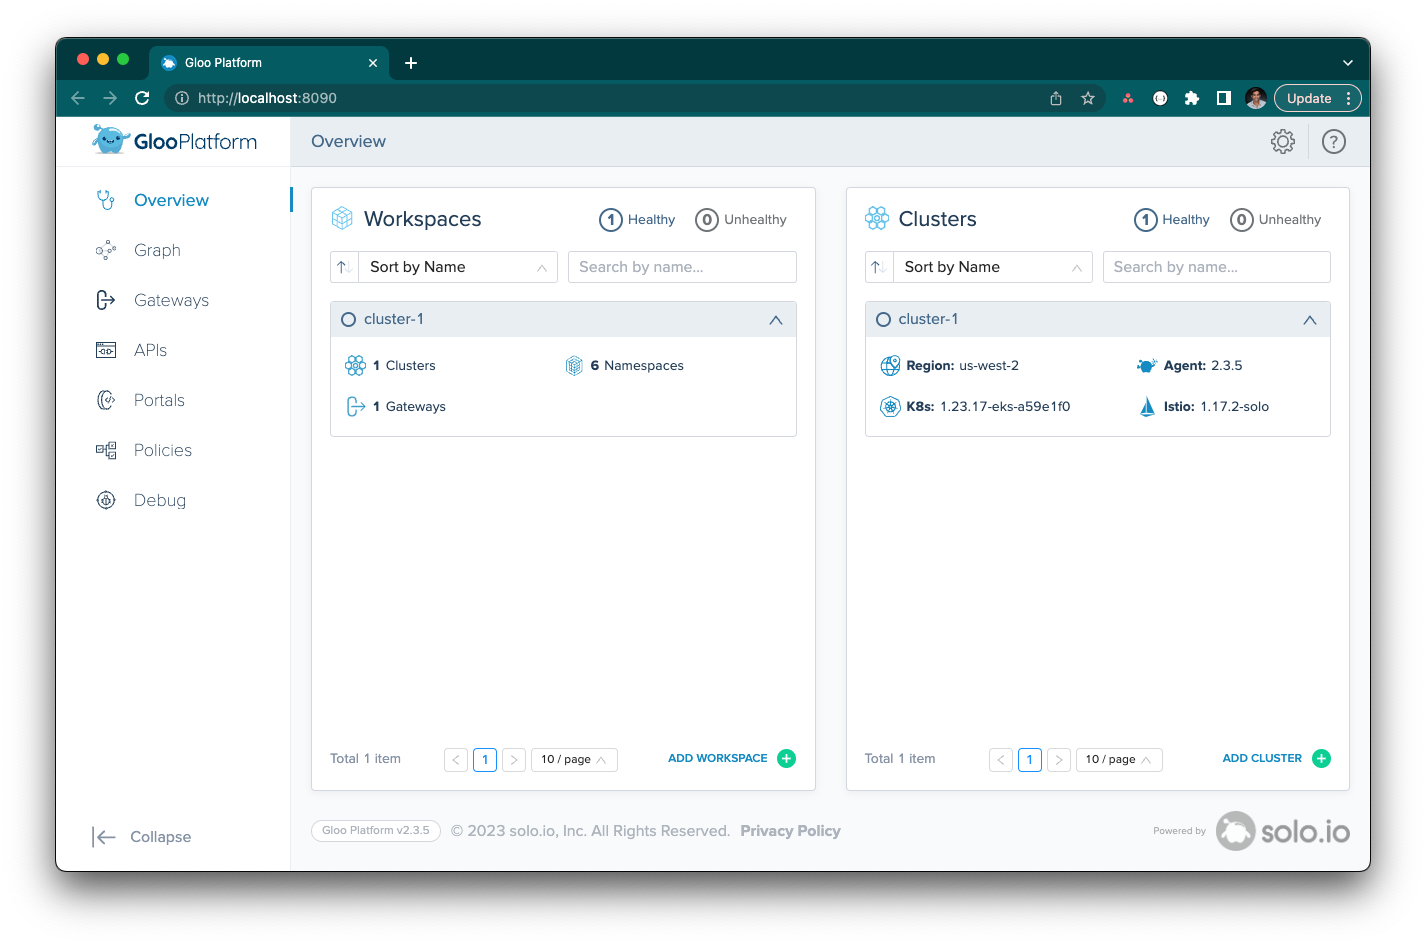 Gloo Platform
http://localhost:8090
Update
GlooPlatform
Overview
?
Overview
Graph
Gateways
APIs
Portals
Policies
Debug
Collapse
Workspaces
1 Healthy
0 Unhealthy
Sort by Name
Search by name...
cluster-1
1 Clusters
6 Namespaces
1 Gateways
Total 1 item
< 1 >
10 / page
ADD WORKSPACE
Clusters
1 Healthy
0 Unhealthy
Sort by Name
Search by name...
cluster-1
Region: us-west-2
Agent: 2.3.5
K8s: 1.23.17-eks-a59e1f0
Istio: 1.17.2-solo
Total 1 item
< 1 >
10 / page
ADD CLUSTER
Gloo Platform v2.3.5
© 2023 solo.io, Inc. All Rights Reserved. Privacy Policy
Powered by
solo.io